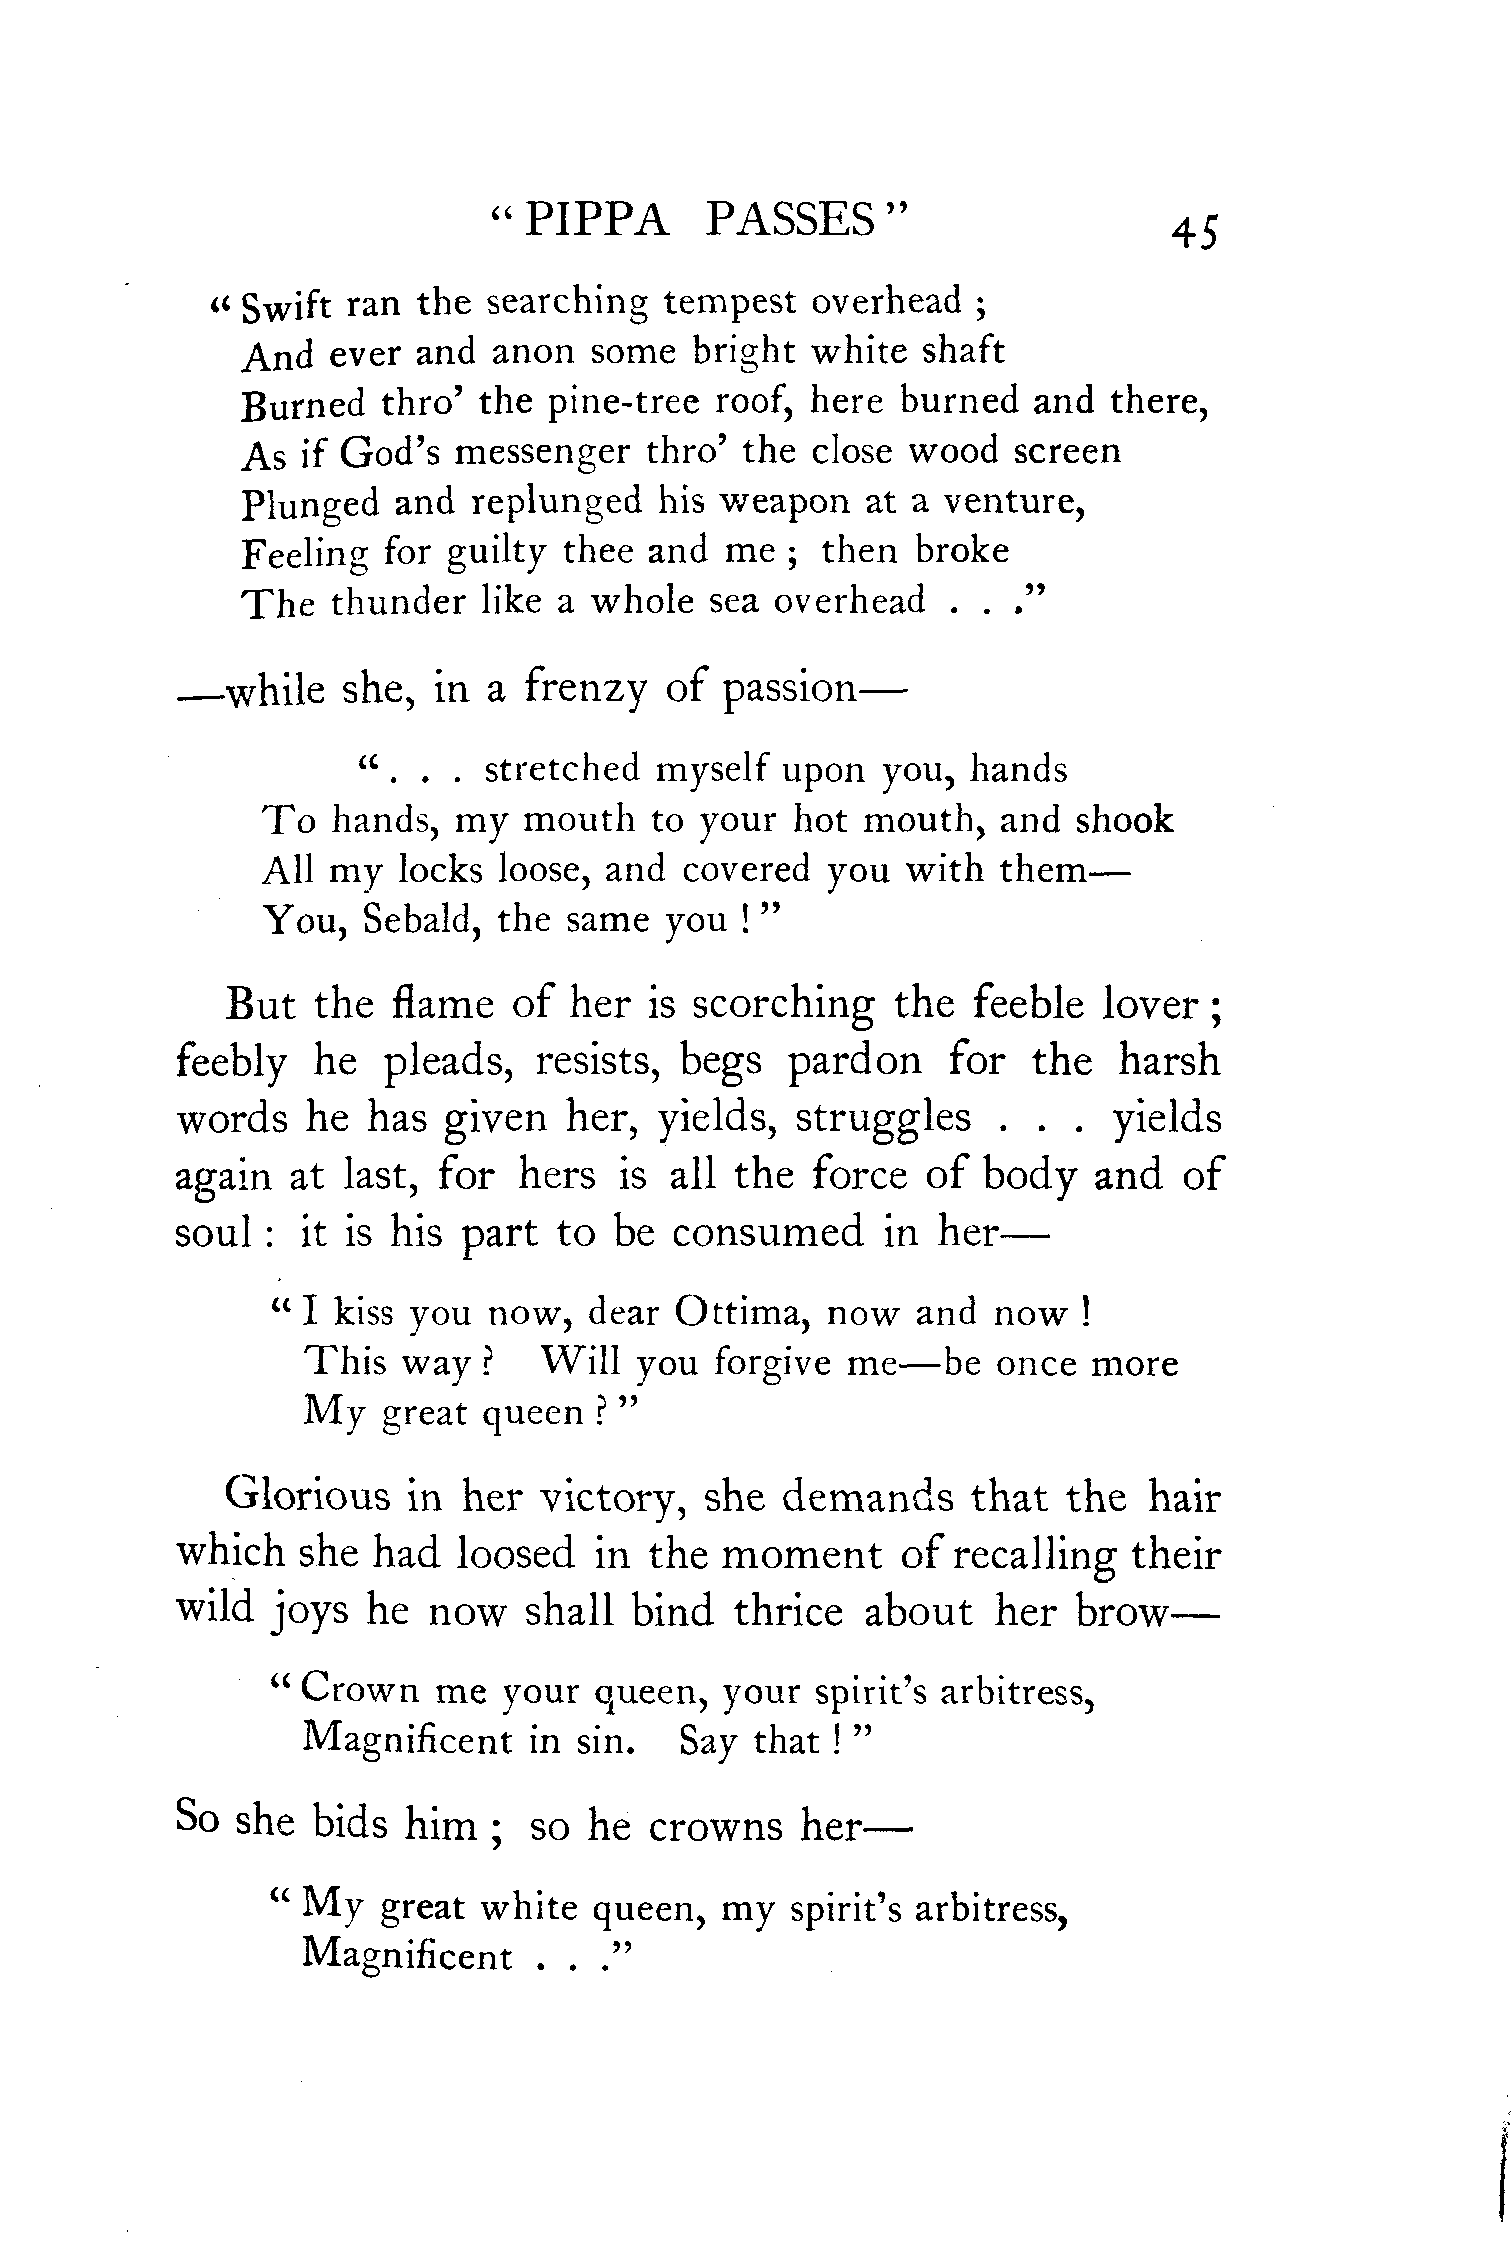 “ PIPPA PASSES ” 45
“ Swift ran the searching tempest overhead ;
And ever and anon some bright white shaft
Burned thro’ the pine-tree roof, here burned and there,
As if God’s messenger thro’ the close wood screen
Plunged and replunged his weapon at a venture,
Feeling for guilty thee and me ; then broke
The thunder like a whole sea overhead . . .”
—while she, in a frenzy of passion—
“ . . . stretched myself upon you, hands
To hands, my mouth to your hot mouth, and shook
All my locks loose, and covered you with them—
You, Sebald, the same you ! ”
But the flame of her is scorching the feeble lover ;
feebly he pleads, resists, begs pardon for the harsh
words he has given her, yields, struggles . . . yields
again at last, for hers is all the force of body and of
soul : it is his part to be consumed in her—
“ I kiss you now, dear Ottima, now and now !
This way ? Will you forgive me—be once more
My great queen ? ”
Glorious in her victory, she demands that the hair
which she had loosed in the moment of recalling their
wild joys he now shall bind thrice about her brow—
“ Crown me your queen, your spirit’s arbitress,
Magnificent in sin. Say that ! ”
So she bids him ; so he crowns her—
“ My great white queen, my spirit’s arbitress,
Magnificent . . .”